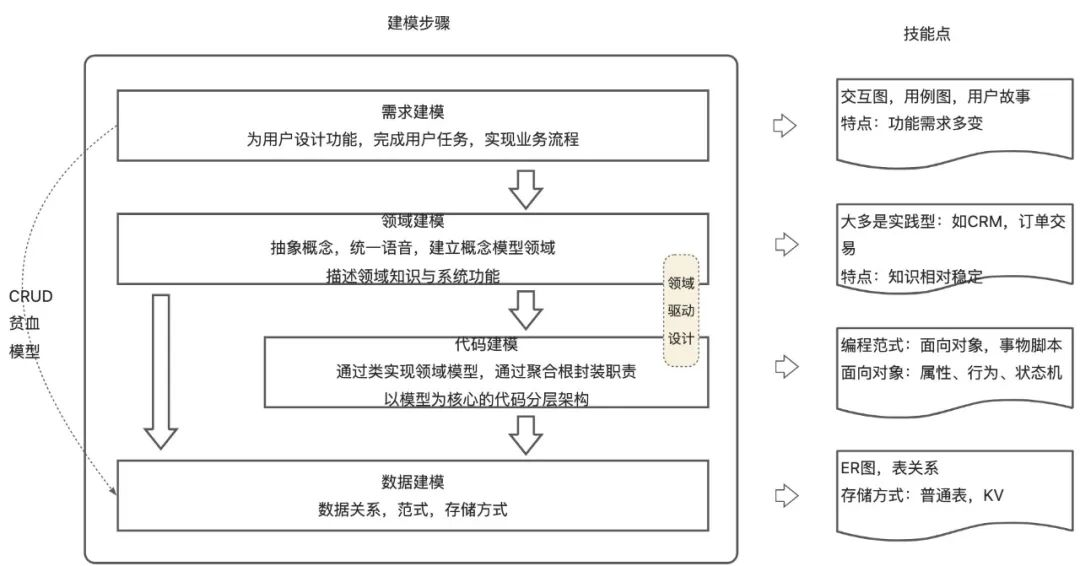 建模步骤
技能点
需求建模
为用户设计功能，完成用户任务，实现业务流程
交互图，用例图，用户故事
特点：功能需求多变
领域建模
抽象概念，统一语音，建立概念模型领域
描述领域知识与系统功能
大多是实践型：如CRM，订单交
易
特点：知识相对稳定
领域
驱动
设计
CRUD
贫血
模型
代码建模
通过类实现领域模型，通过聚合根封装职责
以模型为核心的代码分层架构
编程范式：面向对象，事物脚本
面向对象：属性、行为、状态机
数据建模
数据关系，范式，存储方式
ER图，表关系
存储方式：普通表，KV